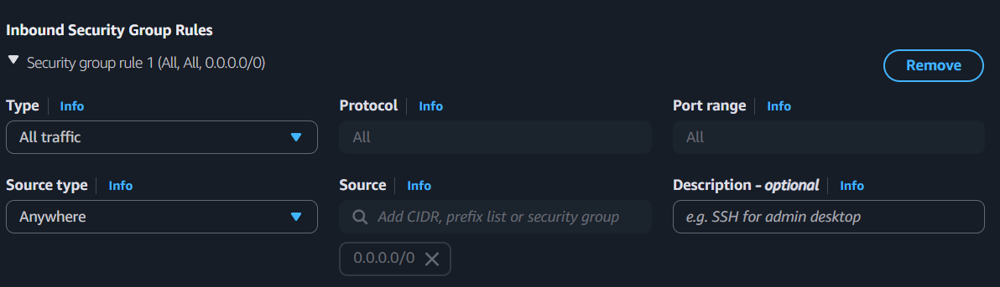 Inbound Security Group Rules
Security group rule 1 (All, All, 0.0.0.0/0)
Remove
Type Info Protocol Info Port range Info
All traffic All All
Source type Info Source Info Description - optional Info
Anywhere Add CIDR, prefix list or security group e.g. SSH for admin desktop
0.0.0.0/0